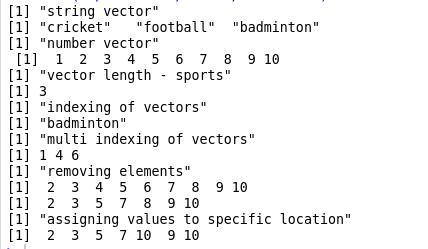 [1] "string vector"
[1] "cricket"   "football"  "badminton"
[1] "number vector"
 [1]  1  2  3  4  5  6  7  8  9 10
[1] "vector length - sports"
[1] 3
[1] "indexing of vectors"
[1] "badminton"
[1] "multi indexing of vectors"
[1] 1 4 6
[1] "removing elements"
[1]  2  3  4  5  6  7  8  9 10
[1]  2  3  5  7  8  9 10
[1] "assigning values to specific location"
[1]  2  3  5  7 10  9 10